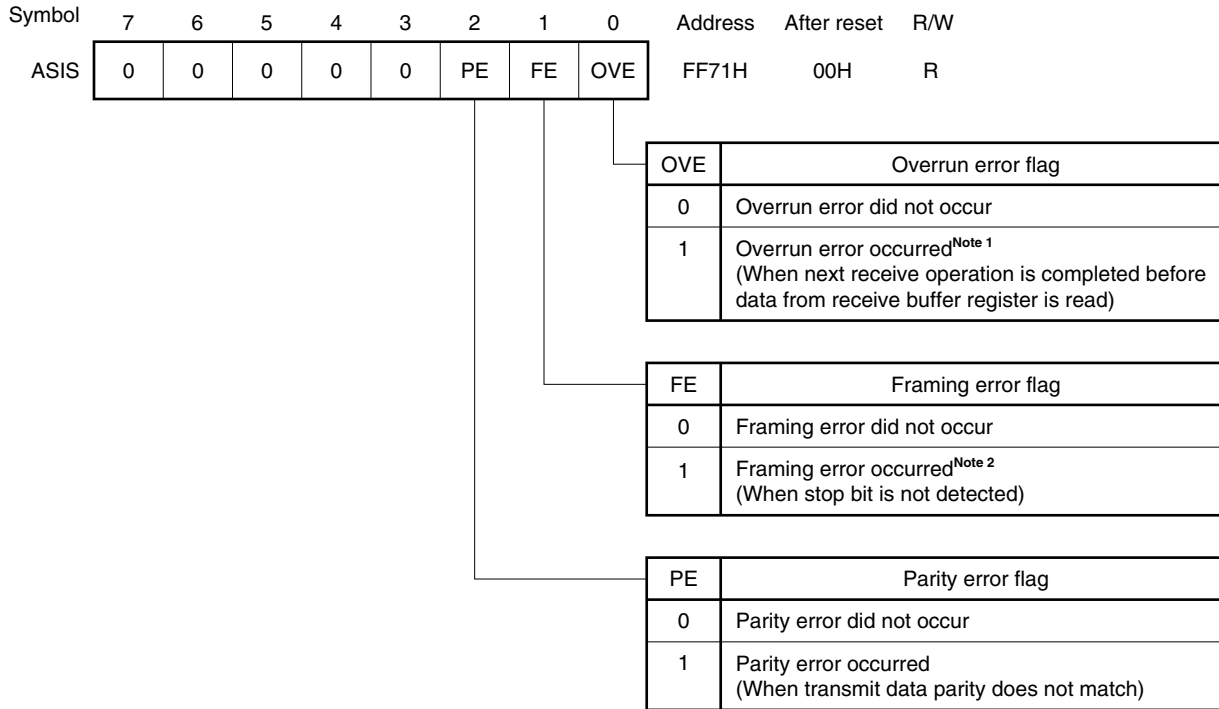 Symbol 7 6 5 4 3 2 1 0 Address After reset R/W
ASIS 0 0 0 0 0 PE FE OVE FF71H 00H R
OVE Overrun error flag
0 Overrun error did not occur
1 Overrun error occurredNote 1
(When next receive operation is completed before
data from receive buffer register is read)
FE Framing error flag
0 Framing error did not occur
1 Framing error occurredNote 2
(When stop bit is not detected)
PE Parity error flag
0 Parity error did not occur
1 Parity error occurred
(When transmit data parity does not match)